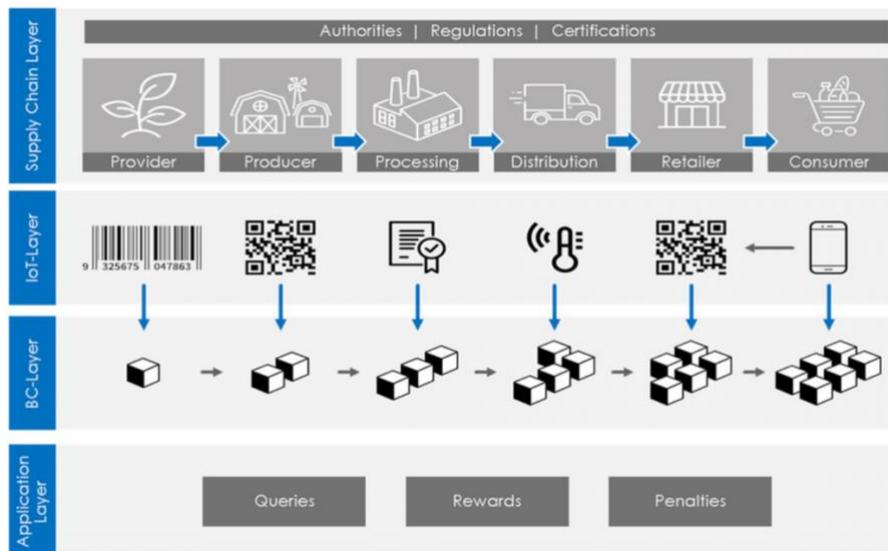 Supply Chain Layer
Authorities | Regulations | Certifications
Provider
Producer
Processing
Distribution
Retailer
Consumer
IoT-Layer
9 325675 047863
BC-Layer
Application
Layer
Queries
Rewards
Penalties